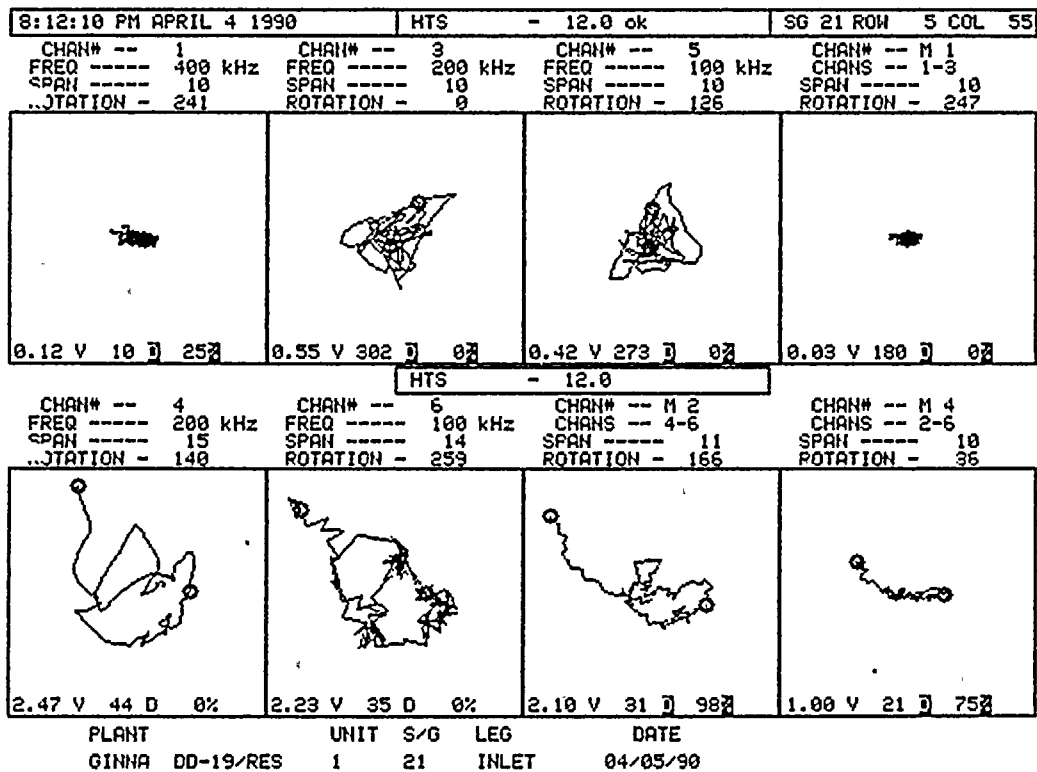 8:12:10 PM APRIL 4 1990 HTS - 12.0 ok SG 21 ROW 5 COL 55
CHAN# -- 1 CHAN# -- 3 CHAN# -- 5 CHAN# -- M 1
FREQ ----- 400 kHz FREQ ----- 200 kHz FREQ ----- 100 kHz CHANS -- 1-3
SPAN ----- 10 SPAN ----- 10 SPAN ----- 10 SPAN ----- 10
..OTATION - 241 ROTATION - 0 ROTATION - 126 ROTATION - 247
0.12 V 10 D 25% 0.55 V 302 D 0% 0.42 V 273 D 0% 0.03 V 180 D 0%
HTS - 12.0
CHAN# -- 4 CHAN# -- 6 CHAN# -- M 2 CHAN# -- M 4
FREQ ----- 200 kHz FREQ ----- 100 kHz CHANS -- 4-6 CHANS -- 2-6
SPAN ----- 15 SPAN ----- 14 SPAN ----- 11 SPAN ----- 10
..OTATION - 140 ROTATION - 259 ROTATION - 166 ROTATION - 36
2.47 V 44 D 0% 2.23 V 35 D 0% 2.10 V 31 D 98% 1.00 V 21 D 75%
PLANT UNIT S/G LEG DATE
GINNA DD-19/RES 1 21 INLET 04/05/90